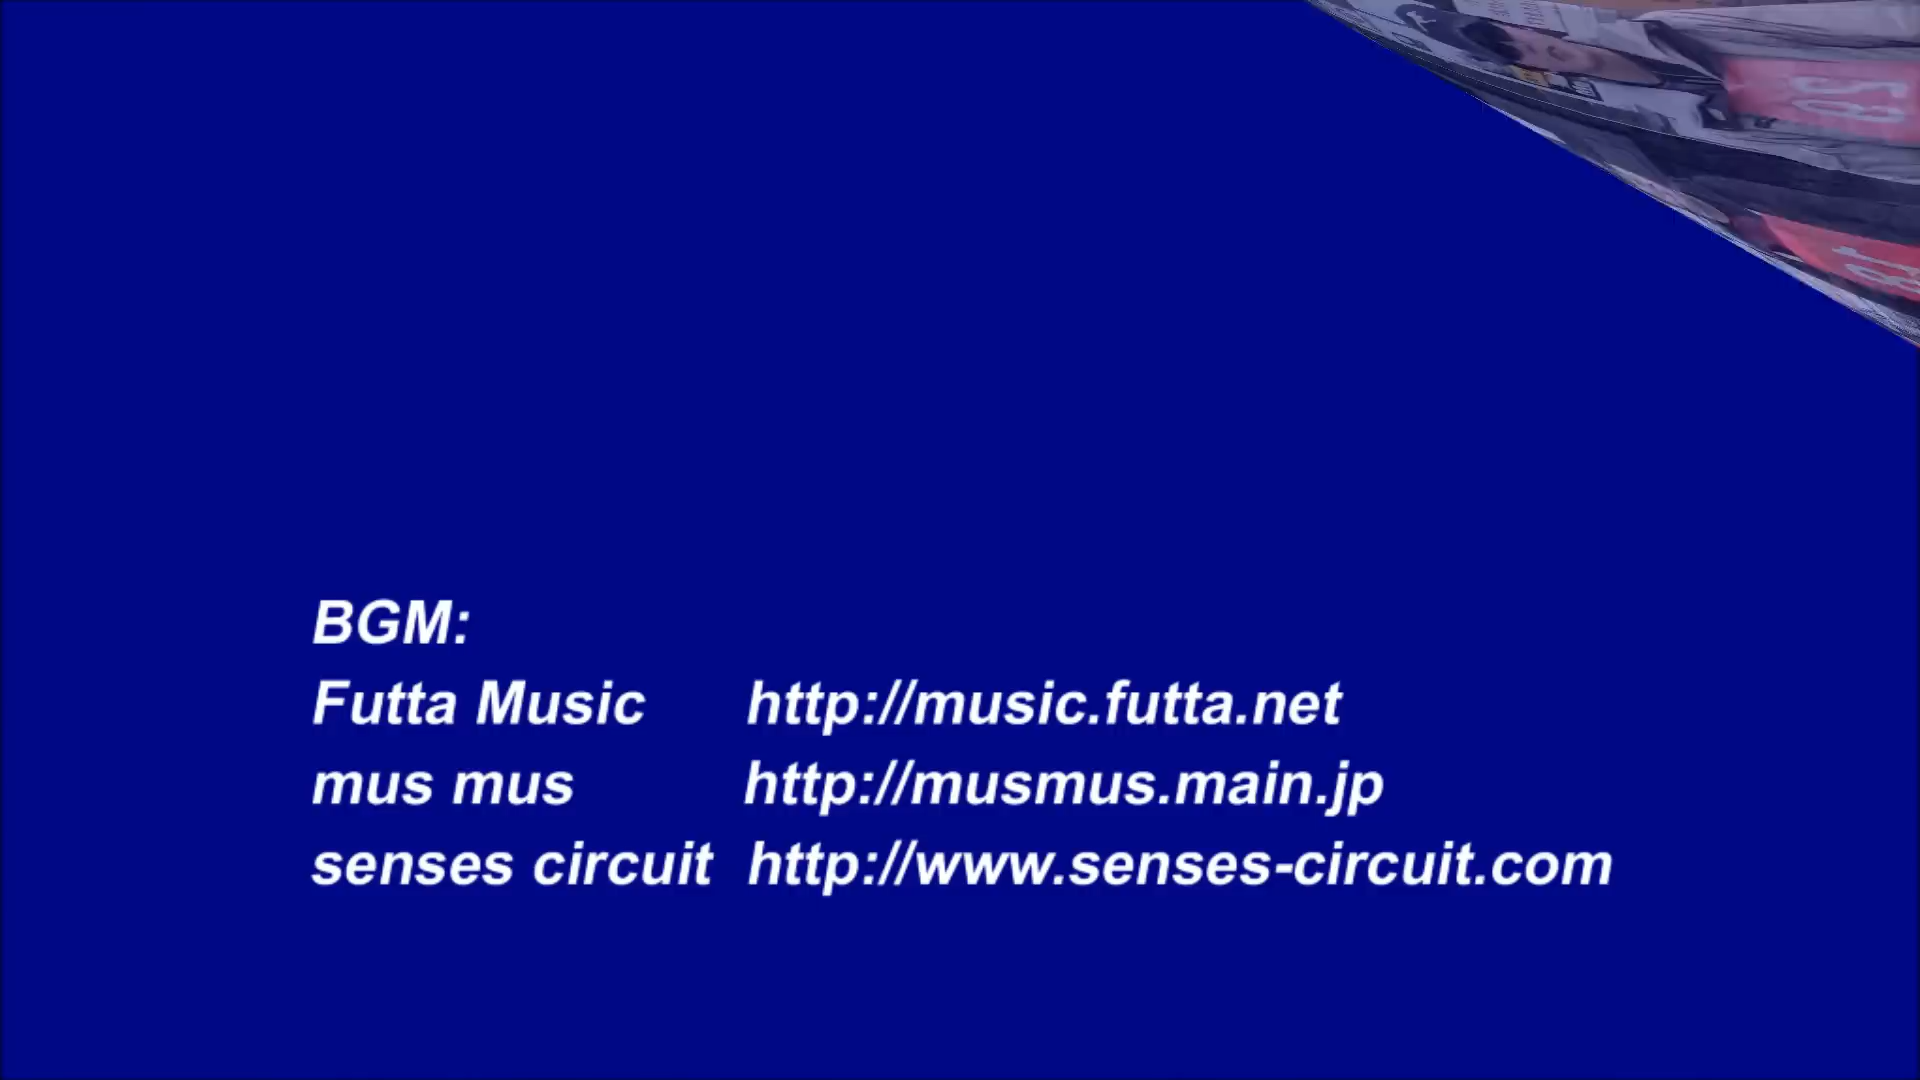 BGM:
Futta Music http://music.futta.net
mus mus http://musmus.main.jp
senses circuit http://www.senses-circuit.com